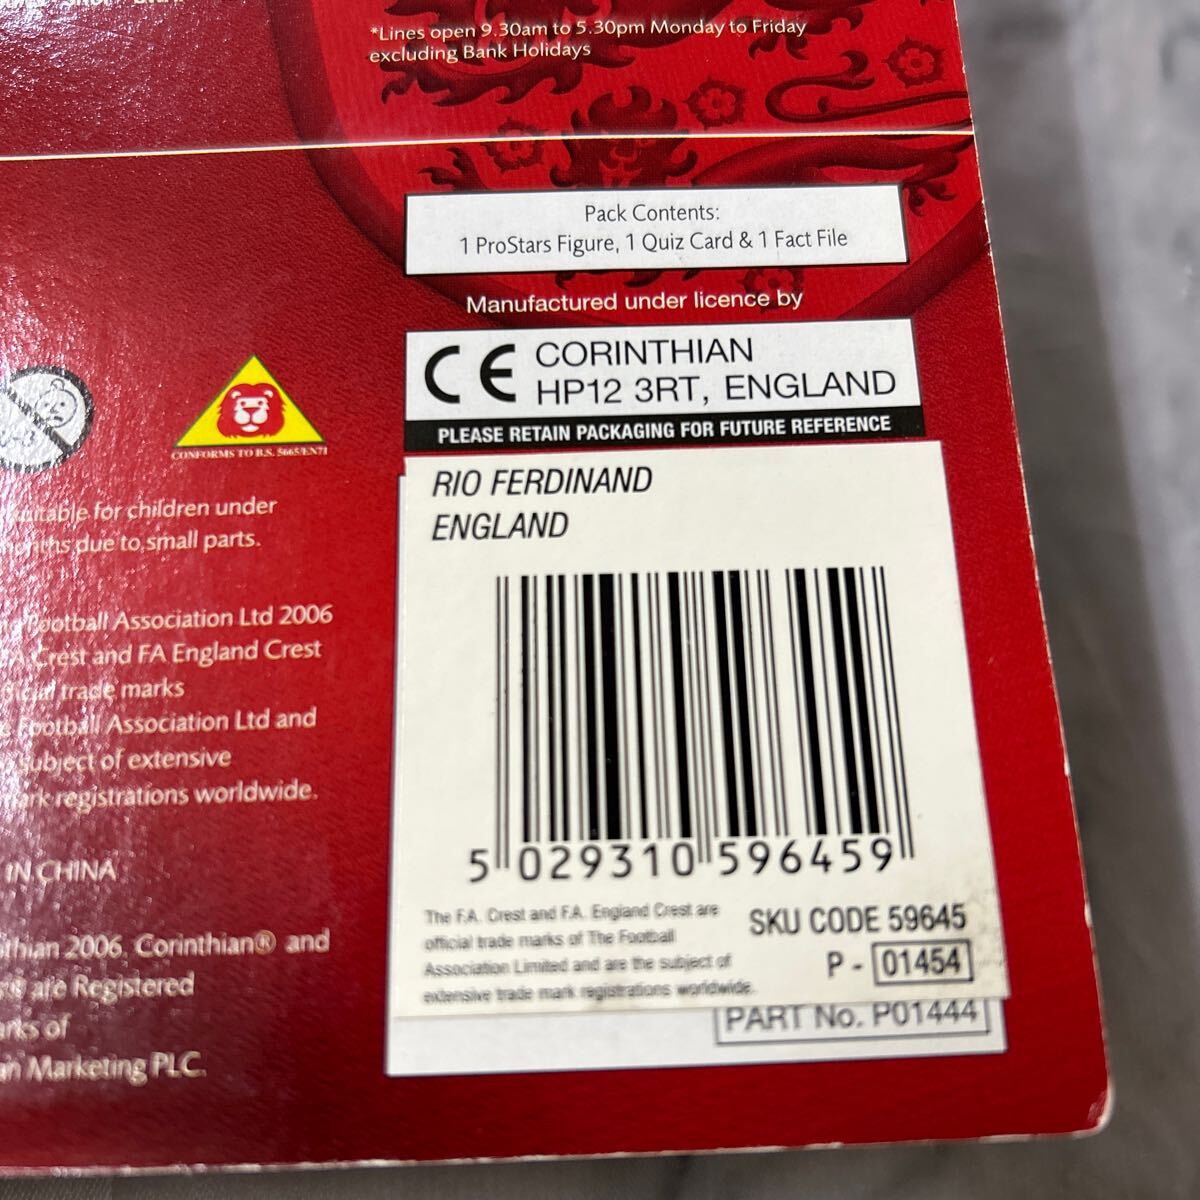 *Lines open 9.30am to 5.30pm Monday to Friday
excluding Bank Holidays
Pack Contents:
1 ProStars Figure, 1 Quiz Card & 1 Fact File
Manufactured under licence by
CE CORINTHIAN
HP12 3RT, ENGLAND
PLEASE RETAIN PACKAGING FOR FUTURE REFERENCE
CONFORMS TO B.S. 5665/EN71
for children under
due to small parts.
Football Association Ltd 2006
Crest and FA England Crest
trade marks
Football Association Ltd and
subject of extensive
registrations worldwide.
IN CHINA
2006. Corinthian® and
are Registered
of
Marketing PLC.
RIO FERDINAND
ENGLAND
5 029310 596459
The F.A. Crest and F.A. England Crest are
official trade marks of The Football
Association Limited and are the subject of
extensive trade mark registrations worldwide.
SKU CODE 59645
P - 01454
PART No. P01444